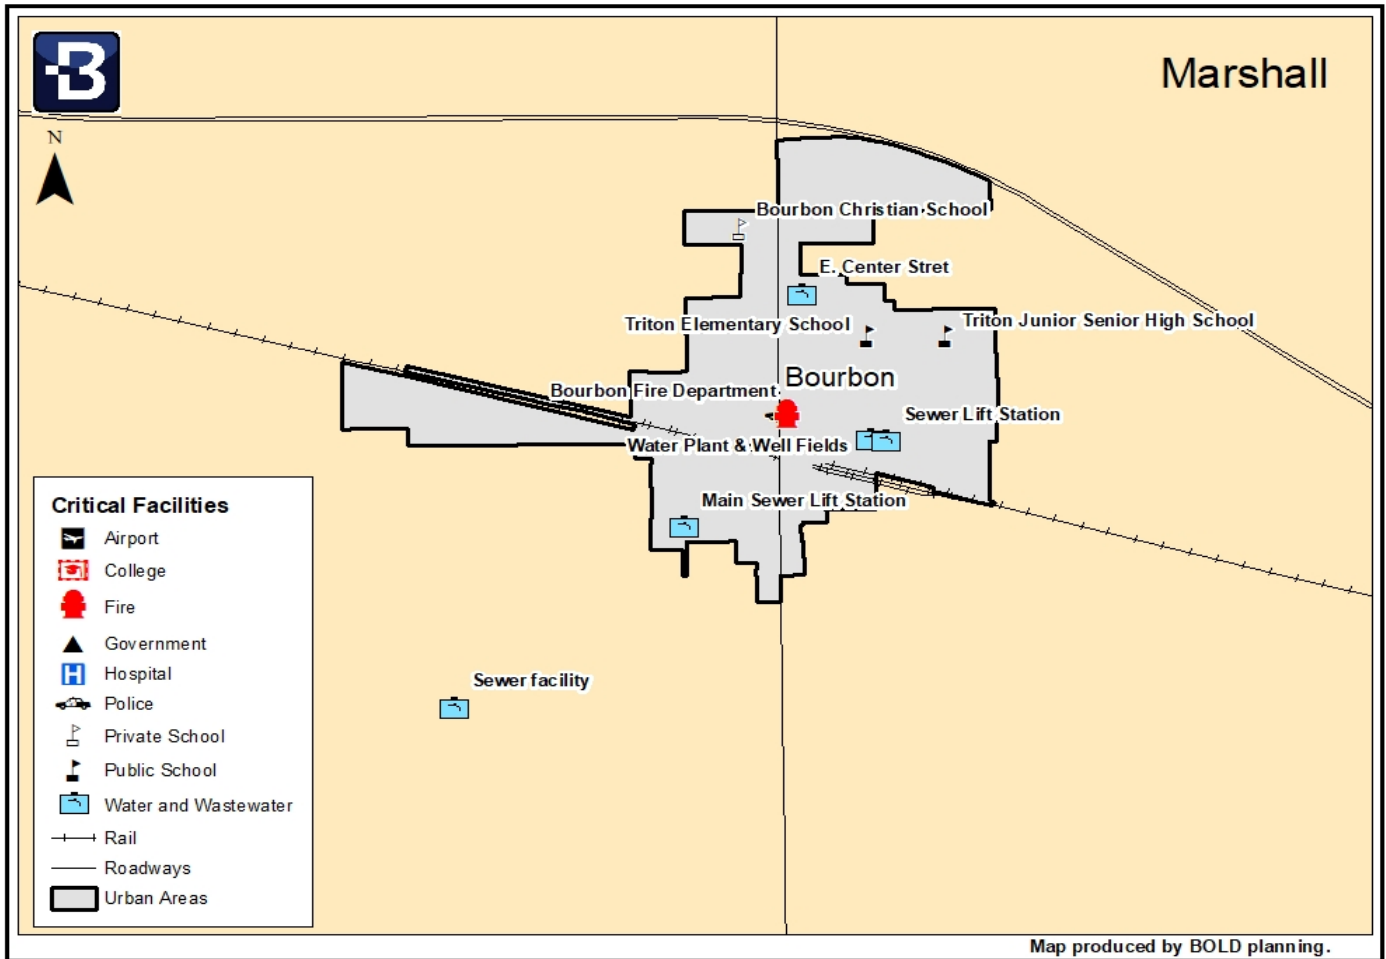 B
Marshall
N
Bourbon Christian School
E. Center Stret
Triton Elementary School
Triton Junior Senior High School
Bourbon
Bourbon Fire Department
Sewer Lift Station
Water Plant & Well Fields
Main Sewer Lift Station
Sewer facility
Critical Facilities
Airport
College
Fire
Government
H Hospital
Police
Private School
Public School
Water and Wastewater
Rail
Roadways
Urban Areas
Map produced by BOLD planning.